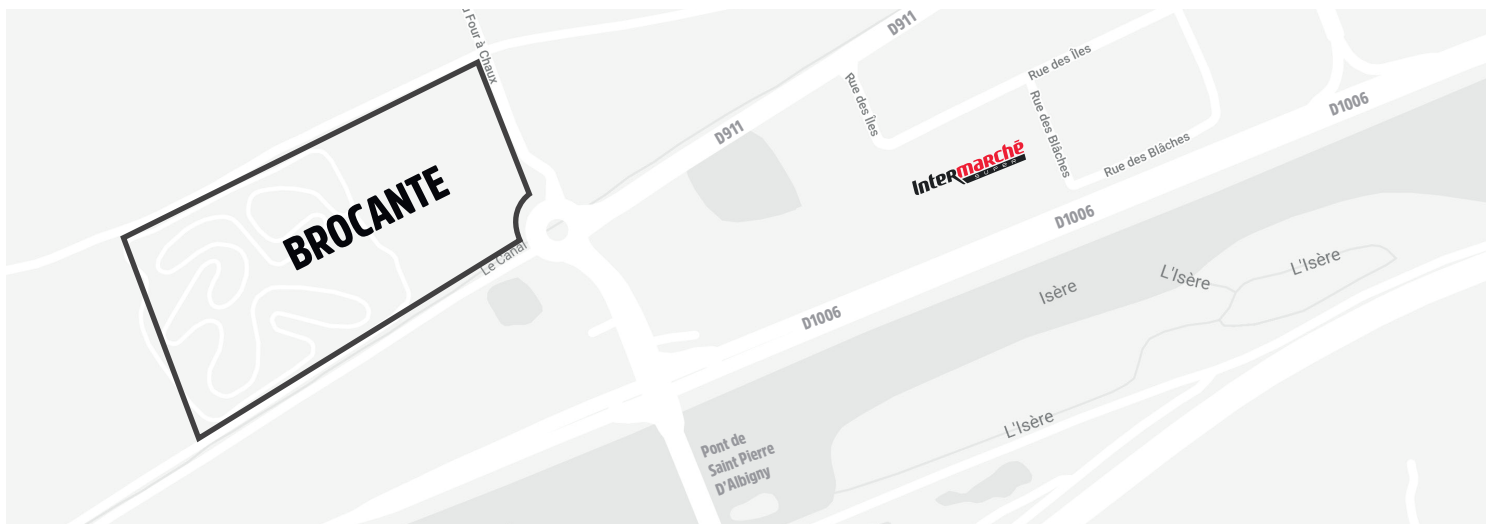 u Four à Chaux
D911
Rue des Îles
Rue des Îles
D911
Rue des Blâches
D1006
Rue des Blâches
Intermarché
SUPER
BROCANTE
D1006
Le Canal
L'Isère
L'Isère
Isère
D1006
L'Isère
Pont de
Saint Pierre
D'Albigny